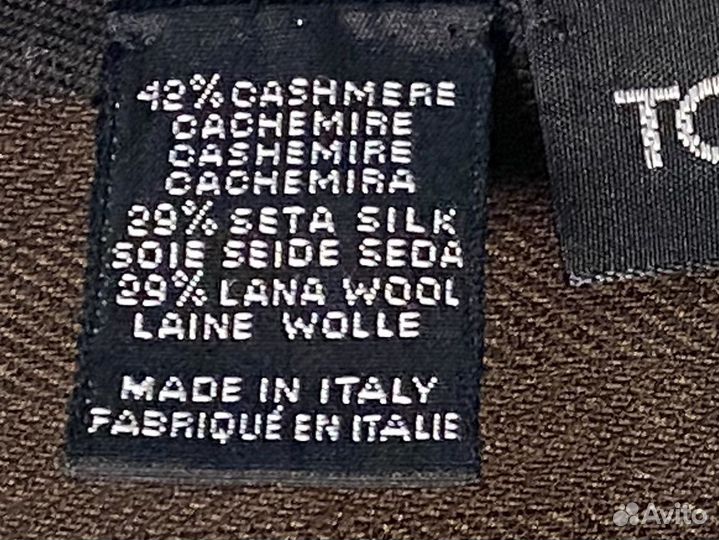 42% CASHMERE
CACHEMIRE
CASHEMIRE
CACHEMIRA
29% SETA SILK
SOIE SEIDE SEDA
29% LANA WOOL
LAINE WOLLE
MADE IN ITALY
FABRIQUÉ EN ITALIE
TO
Avito